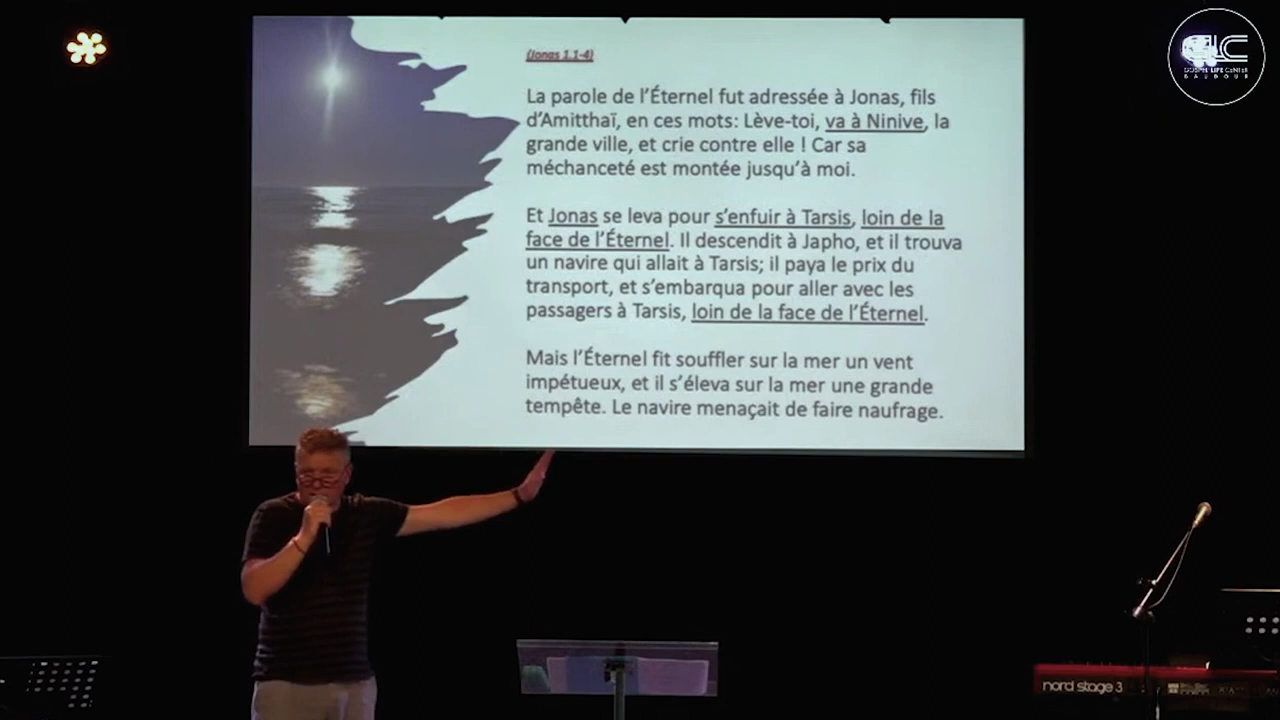 (Jonas 1.1-4)
La parole de l'Éternel fut adressée à Jonas, fils
d'Amitthaï, en ces mots: Lève-toi, va à Ninive, la
grande ville, et crie contre elle ! Car sa
méchanceté est montée jusqu'à moi.
Et Jonas se leva pour s'enfuir à Tarsis, loin de la
face de l'Éternel. Il descendit à Japho, et il trouva
un navire qui allait à Tarsis; il paya le prix du
transport, et s'embarqua pour aller avec les
passagers à Tarsis, loin de la face de l'Éternel.
Mais l'Éternel fit souffler sur la mer un vent
impétueux, et il s'éleva sur la mer une grande
tempête. Le navire menaçait de faire naufrage.
GLC
GOSPEL LIFE CENTER
BAUDOUR
nord stage 3